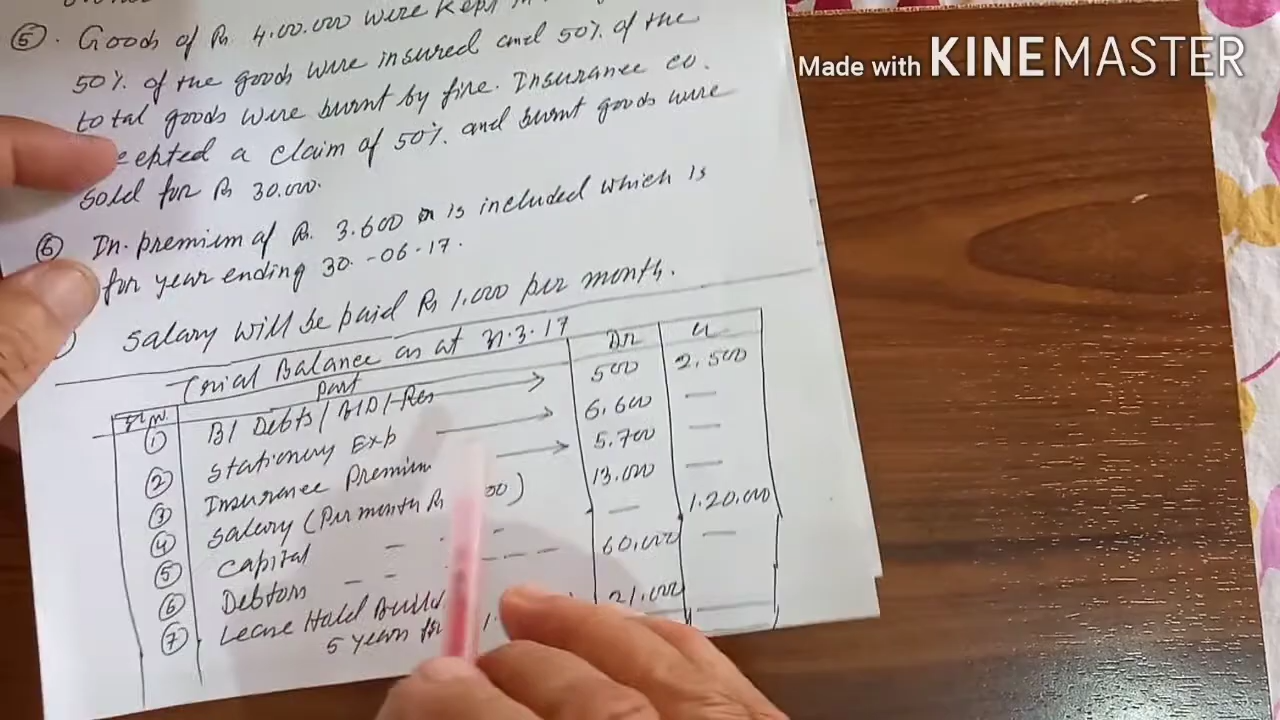 Made with KINEMASTER
⑤. Goods of Rs. 4.00.000 were kept
50% of the goods were insured and 50% of the
total goods were burnt by fire. Insurance co.
a claim of 50% and burnt goods were
sold for Rs 30.000.
⑥ In. premium of Rs. 3.600 is included which is
for year ending 30.-06-17.
Salary will be paid Rs 1.000 per month.
Trial Balance as at 31.3.17
Part Dr Cr
① B/ Debts / B/D/-Res 500 2.500
② Stationery Exp 6.600 —
③ Insurance Premium 5.700 —
④ Salary (Per month Rs 13.000 —
⑤ Capital — 1.20.000
⑥ Debtors 60.000 —
⑦ Lease Hold 21.000 —
5 years